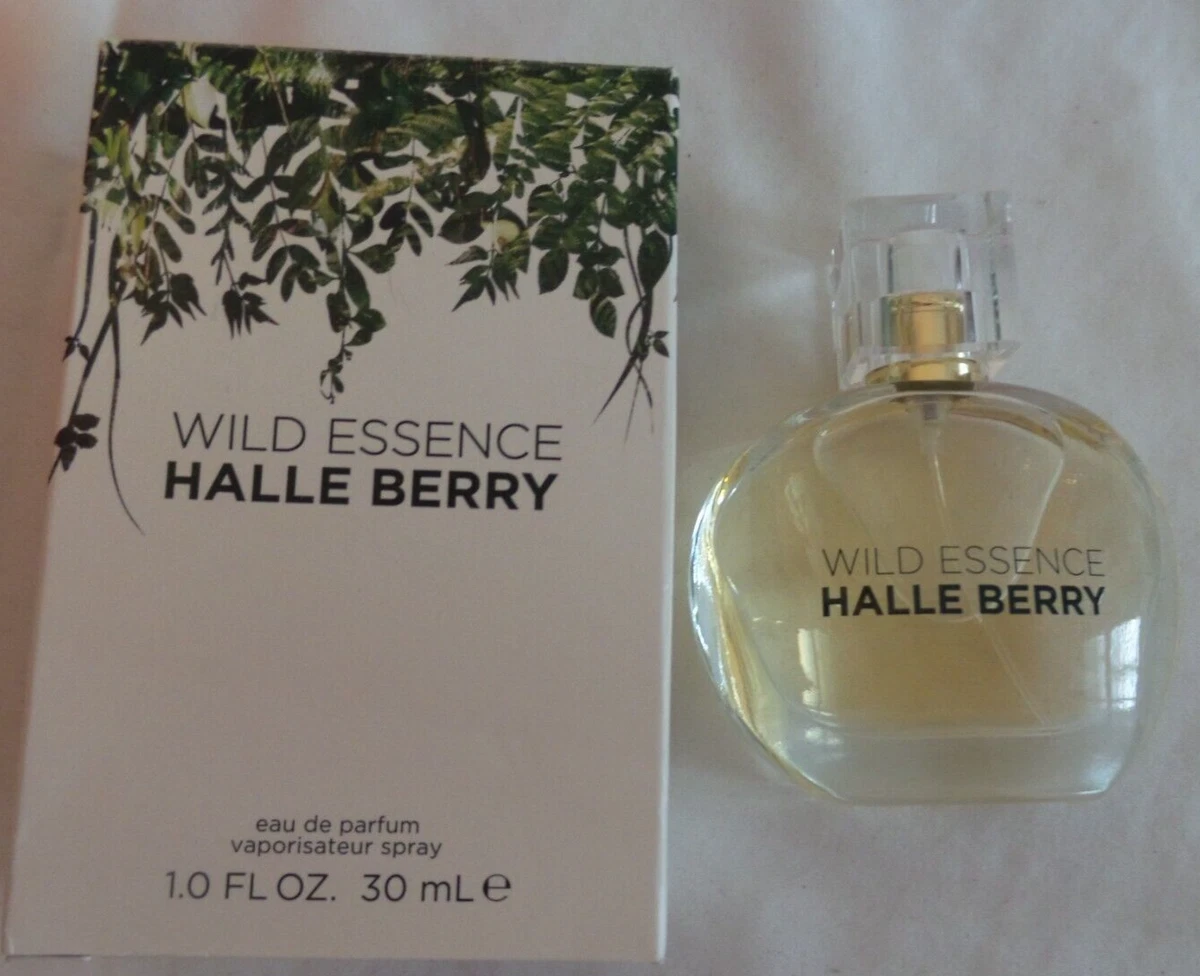 WILD ESSENCE
HALLE BERRY
eau de parfum
vaporisateur spray
1.0 FL OZ. 30 mL ℮
WILD ESSENCE
HALLE BERRY